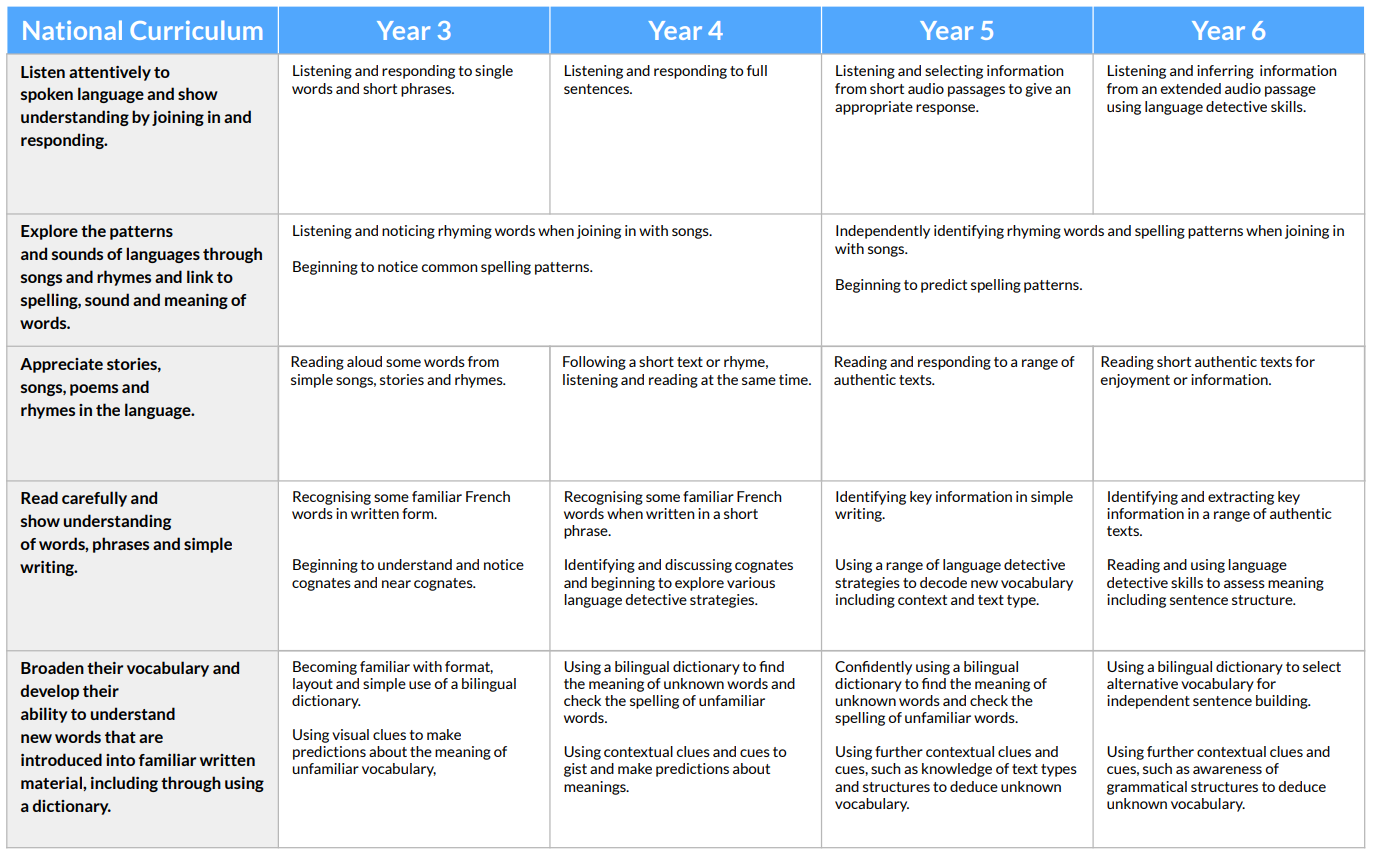 National Curriculum
Year 3
Year 4
Year 5
Year 6
Listen attentively to
spoken language and show
understanding by joining in and
responding.
Listening and responding to single
words and short phrases.
Listening and responding to full
sentences.
Listening and selecting information
from short audio passages to give an
appropriate response.
Listening and inferring information
from an extended audio passage
using language detective skills.
Explore the patterns
and sounds of languages through
songs and rhymes and link to
spelling, sound and meaning of
words.
Listening and noticing rhyming words when joining in with songs.
Beginning to notice common spelling patterns.
Independently identifying rhyming words and spelling patterns when joining in
with songs.
Beginning to predict spelling patterns.
Appreciate stories,
songs, poems and
rhymes in the language.
Reading aloud some words from
simple songs, stories and rhymes.
Following a short text or rhyme,
listening and reading at the same time.
Reading and responding to a range of
authentic texts.
Reading short authentic texts for
enjoyment or information.
Read carefully and
show understanding
of words, phrases and simple
writing.
Recognising some familiar French
words in written form.
Beginning to understand and notice
cognates and near cognates.
Recognising some familiar French
words when written in a short
phrase.
Identifying and discussing cognates
and beginning to explore various
language detective strategies.
Identifying key information in simple
writing.
Using a range of language detective
strategies to decode new vocabulary
including context and text type.
Identifying and extracting key
information in a range of authentic
texts.
Reading and using language
detective skills to assess meaning
including sentence structure.
Broaden their vocabulary and
develop their
ability to understand
new words that are
introduced into familiar written
material, including through using
a dictionary.
Becoming familiar with format,
layout and simple use of a bilingual
dictionary.
Using visual clues to make
predictions about the meaning of
unfamiliar vocabulary,
Using a bilingual dictionary to find
the meaning of unknown words and
check the spelling of unfamiliar
words.
Using contextual clues and cues to
gist and make predictions about
meanings.
Confidently using a bilingual
dictionary to find the meaning of
unknown words and check the
spelling of unfamiliar words.
Using further contextual clues and
cues, such as knowledge of text types
and structures to deduce unknown
vocabulary.
Using a bilingual dictionary to select
alternative vocabulary for
independent sentence building.
Using further contextual clues and
cues, such as awareness of
grammatical structures to deduce
unknown vocabulary.